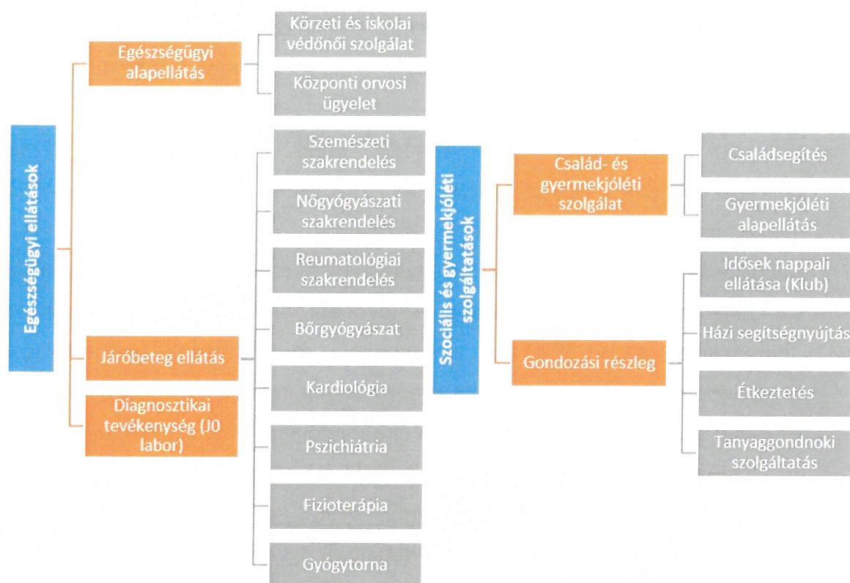 Egészségügyi ellátások
Egészségügyi
alapellátás
Körzeti és iskolai
védőnői szolgálat
Központi orvosi
ügyelet
Járóbeteg ellátás
Szemészeti
szakrendelés
Nőgyógyászati
szakrendelés
Reumatológiai
szakrendelés
Bőrgyógyászat
Kardiológia
Pszichiátria
Fizioterápia
Gyógytorna
Diagnosztikai
tevékenység (J0
labor)
Szociális és gyermekjóléti
szolgáltatások
Család- és
gyermekjóléti
szolgálat
Családsegítés
Gyermekjóléti
alapellátás
Gondozási részleg
Idősek nappali
ellátása (Klub)
Házi segítségnyújtás
Étkeztetés
Tanyaggondnoki
szolgáltatás